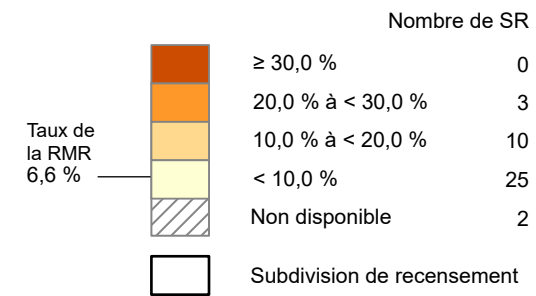 Nombre de SR
≥ 30,0 % 0
20,0 % à < 30,0 % 3
10,0 % à < 20,0 % 10
Taux de
la RMR
6,6 %
< 10,0 % 25
Non disponible 2
Subdivision de recensement